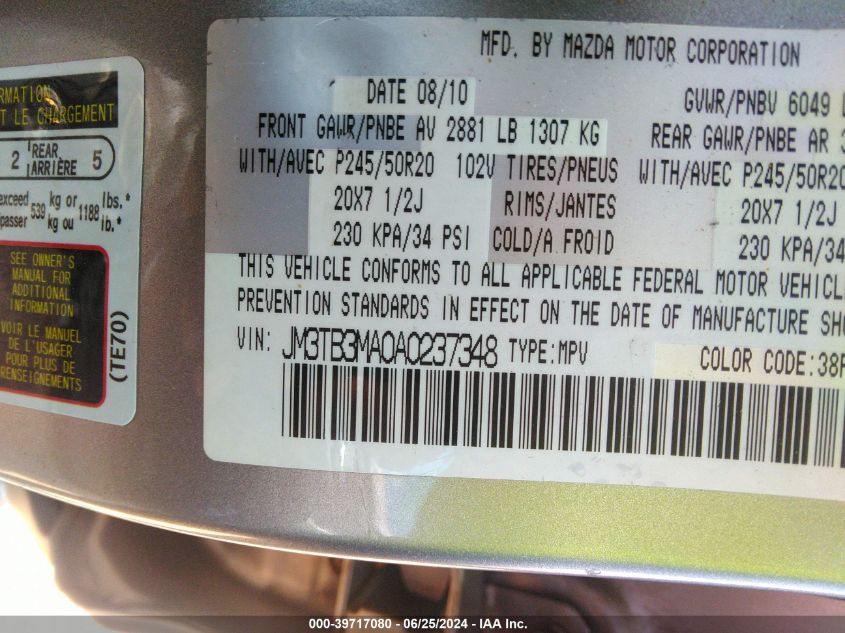 RMATION
T LE CHARGEMENT
2 REAR ARRIÈRE 5
exceed 539 kg or 1188 lbs.*
passer kg ou lb.*
SEE OWNER'S
MANUAL FOR
ADDITIONAL
INFORMATION
VOIR LE MANUEL
DE L'USAGER
POUR PLUS DE
RENSEIGNEMENTS
(TE70)
MFD. BY MAZDA MOTOR CORPORATION
DATE 08/10 GVWR/PNBV 6049 L
FRONT GAWR/PNBE AV 2881 LB 1307 KG REAR GAWR/PNBE AR 3
WITH/AVEC P245/50R20 102V TIRES/PNEUS WITH/AVEC P245/50R20
20X7 1/2J RIMS/JANTES 20X7 1/2J
230 KPA/34 PSI COLD/A FROID 230 KPA/34
THIS VEHICLE CONFORMS TO ALL APPLICABLE FEDERAL MOTOR VEHICL
PREVENTION STANDARDS IN EFFECT ON THE DATE OF MANUFACTURE SHO
VIN: JM3TB3MA0A0237348 TYPE:MPV COLOR CODE:38P
000-39717080 - 06/25/2024 - IAA Inc.